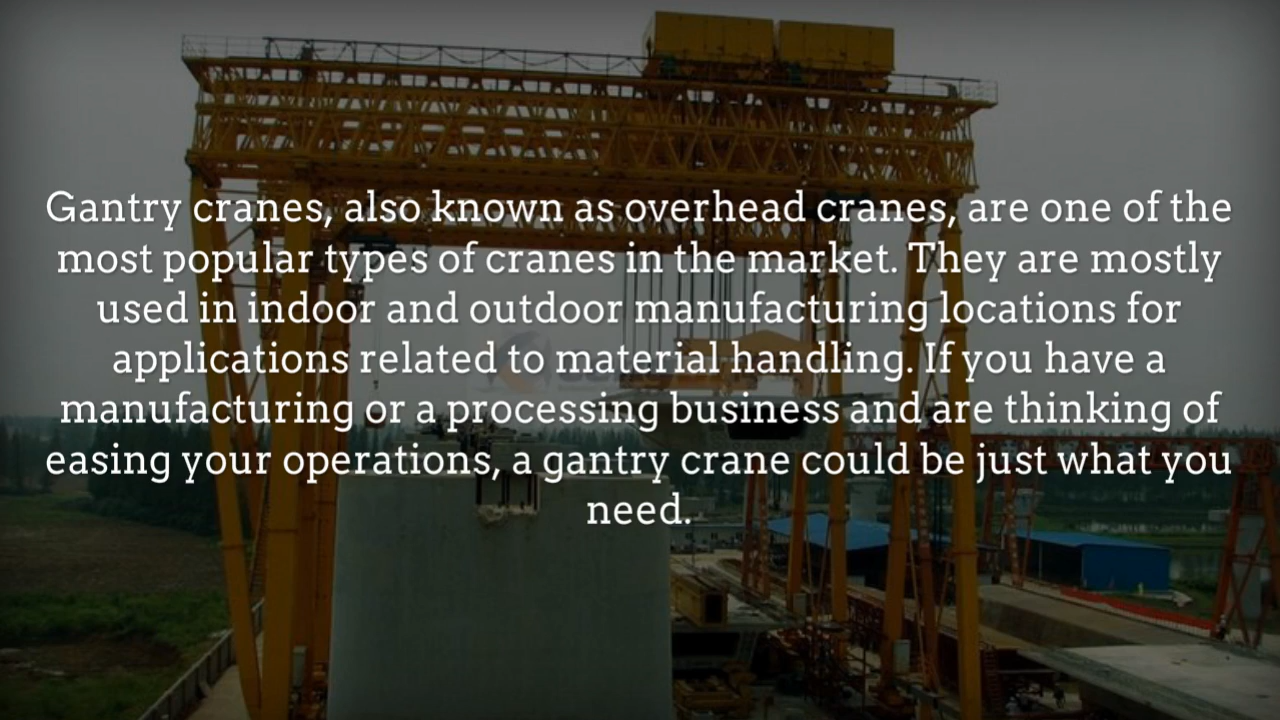 Gantry cranes, also known as overhead cranes, are one of the
most popular types of cranes in the market. They are mostly
used in indoor and outdoor manufacturing locations for
applications related to material handling. If you have a
manufacturing or a processing business and are thinking of
easing your operations, a gantry crane could be just what you
need.